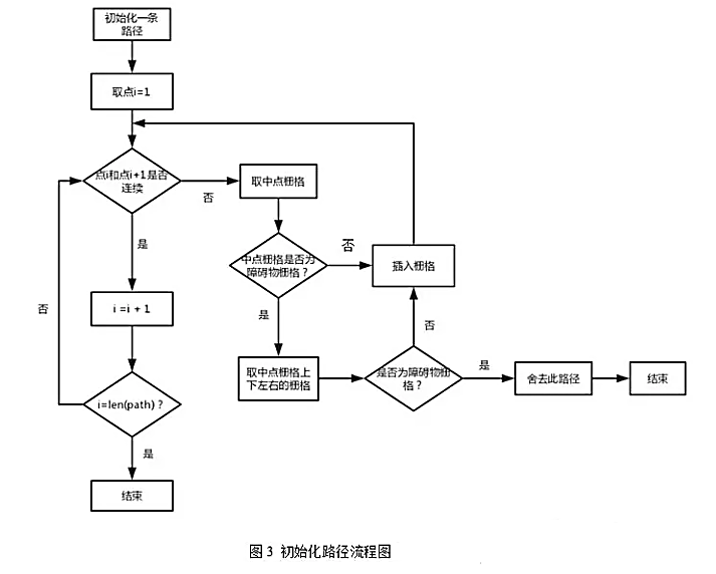 初始化一条
路径
取点i=1
点i和点i+1是否
连续
否
取中点栅格
是
中点栅格是否为
障碍物栅格？
否
插入栅格
否
i =i + 1
是
否
取中点栅格上
下左右的栅格
是否为障碍物栅
格？
是
舍去此路径
结束
i=len(path)？
是
结束
图 3 初始化路径流程图